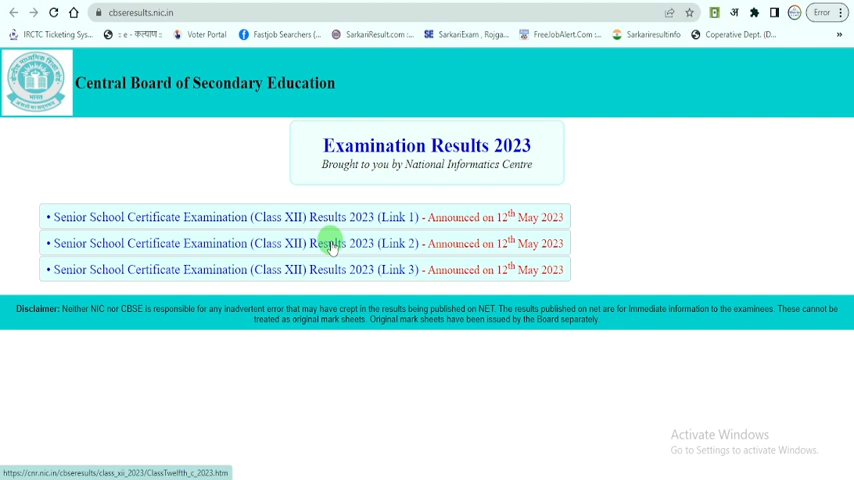 cbseresults.nic.in
अ
Error
IRCTC Ticketing Sys...
:: e - कल्याण ::
Voter Portal
Fastjob Searchers (...
SarkariResult.com :...
SE SarkariExam , Rojga...
FreeJobAlert.Com :...
Sarkariresultinfo
Coperative Dept. (D...
»
Central Board of Secondary Education
Examination Results 2023
Brought to you by National Informatics Centre
• Senior School Certificate Examination (Class XII) Results 2023 (Link 1) - Announced on 12th May 2023
• Senior School Certificate Examination (Class XII) Results 2023 (Link 2) - Announced on 12th May 2023
• Senior School Certificate Examination (Class XII) Results 2023 (Link 3) - Announced on 12th May 2023
Disclaimer: Neither NIC nor CBSE is responsible for any inadvertent error that may have crept in the results being published on NET. The results published on net are for Immediate information to the examinees. These cannot be
treated as original mark sheets. Original mark sheets have been issued by the Board separately.
Activate Windows
Go to Settings to activate Windows.
https://cnr.nic.in/cbseresults/class_xii_2023/ClassTwelfth_c_2023.htm